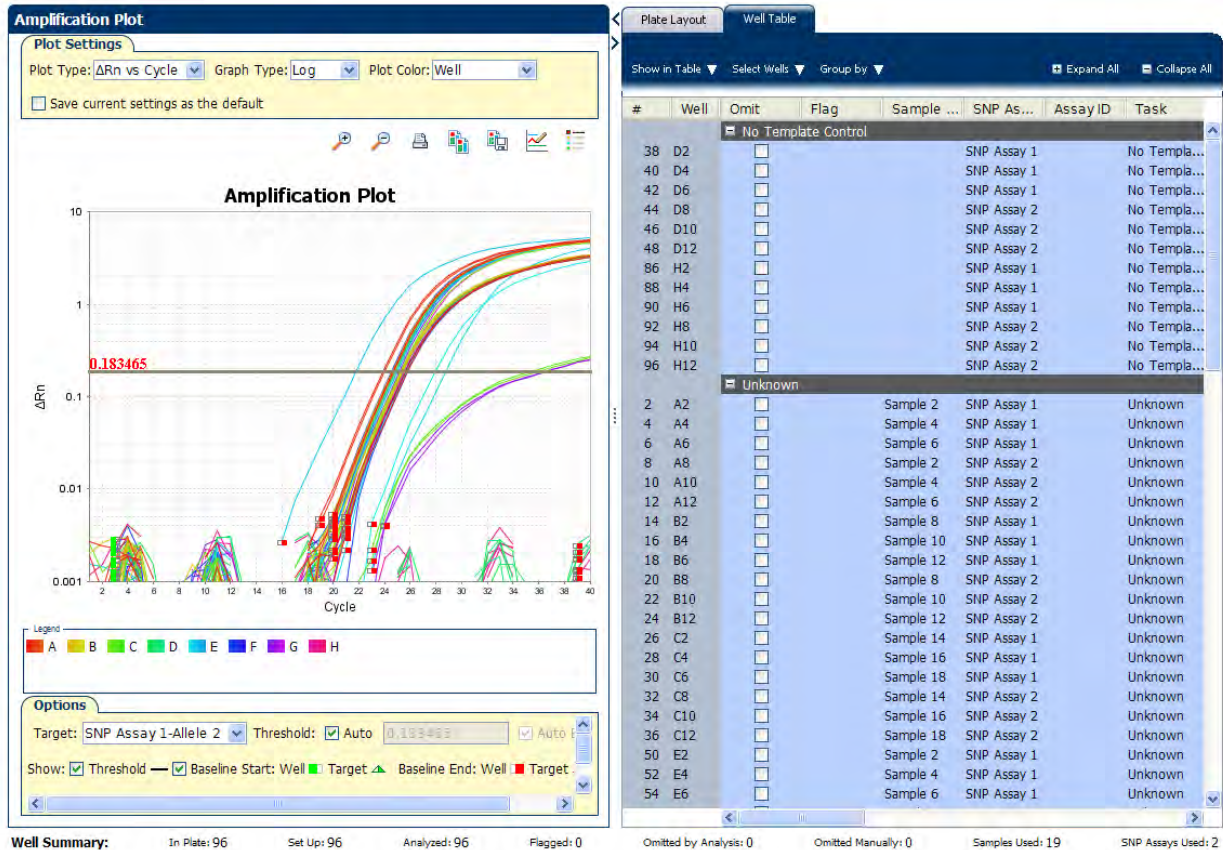 Amplification Plot
Plot Settings
Plot Type: ΔRn vs Cycle Graph Type: Log Plot Color: Well
Save current settings as the default
Amplification Plot
10
1
0.183465
0.1
0.01
0.001
ΔRn
2 4 6 8 10 12 14 16 18 20 22 24 26 28 30 32 34 36 38 40
Cycle
Legend
A B C D E F G H
Options
Target: SNP Assay 1-Allele 2 Threshold: Auto 0.183465 Auto
Show: Threshold Baseline Start: Well Target Baseline End: Well Target
Plate Layout Well Table
Show in Table Select Wells Group by Expand All Collapse All
# Well Omit Flag Sample ... SNP As... Assay ID Task
No Template Control
38 D2 SNP Assay 1 No Templa...
40 D4 SNP Assay 1 No Templa...
42 D6 SNP Assay 1 No Templa...
44 D8 SNP Assay 2 No Templa...
46 D10 SNP Assay 2 No Templa...
48 D12 SNP Assay 2 No Templa...
86 H2 SNP Assay 1 No Templa...
88 H4 SNP Assay 1 No Templa...
90 H6 SNP Assay 1 No Templa...
92 H8 SNP Assay 2 No Templa...
94 H10 SNP Assay 2 No Templa...
96 H12 SNP Assay 2 No Templa...
Unknown
2 A2 Sample 2 SNP Assay 1 Unknown
4 A4 Sample 4 SNP Assay 1 Unknown
6 A6 Sample 6 SNP Assay 1 Unknown
8 A8 Sample 2 SNP Assay 2 Unknown
10 A10 Sample 4 SNP Assay 2 Unknown
12 A12 Sample 6 SNP Assay 2 Unknown
14 B2 Sample 8 SNP Assay 1 Unknown
16 B4 Sample 10 SNP Assay 1 Unknown
18 B6 Sample 12 SNP Assay 1 Unknown
20 B8 Sample 8 SNP Assay 2 Unknown
22 B10 Sample 10 SNP Assay 2 Unknown
24 B12 Sample 12 SNP Assay 2 Unknown
26 C2 Sample 14 SNP Assay 1 Unknown
28 C4 Sample 16 SNP Assay 1 Unknown
30 C6 Sample 18 SNP Assay 1 Unknown
32 C8 Sample 14 SNP Assay 2 Unknown
34 C10 Sample 16 SNP Assay 2 Unknown
36 C12 Sample 18 SNP Assay 2 Unknown
50 E2 Sample 2 SNP Assay 1 Unknown
52 E4 Sample 4 SNP Assay 1 Unknown
54 E6 Sample 6 SNP Assay 1 Unknown
Well Summary: In Plate: 96 Set Up: 96 Analyzed: 96 Flagged: 0 Omitted by Analysis: 0 Omitted Manually: 0 Samples Used: 19 SNP Assays Used: 2